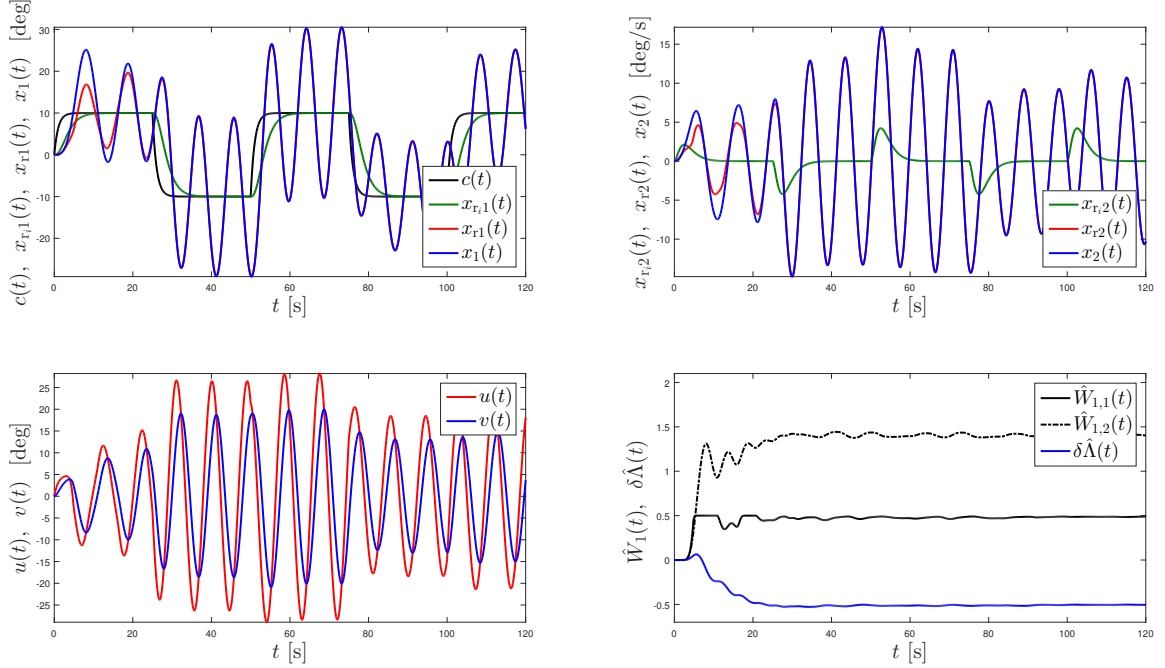 c(t), x_{r_i1}(t), x_{r1}(t), x_1(t) [deg]
30
20
10
0
-10
-20
0 20 40 60 80 100 120
t [s]
c(t)
x_{r_i1}(t)
x_{r1}(t)
x_1(t)
x_{r_i2}(t), x_{r2}(t), x_2(t) [deg/s]
15
10
5
0
-5
-10
0 20 40 60 80 100 120
t [s]
x_{r_i2}(t)
x_{r2}(t)
x_2(t)
u(t), v(t) [deg]
25
20
15
10
5
0
-5
-10
-15
-20
-25
0 20 40 60 80 100 120
t [s]
u(t)
v(t)
Ŵ_1(t), δΛ̂(t)
2
1.5
1
0.5
0
-0.5
0 20 40 60 80 100 120
t [s]
Ŵ_{1,1}(t)
Ŵ_{1,2}(t)
δΛ̂(t)